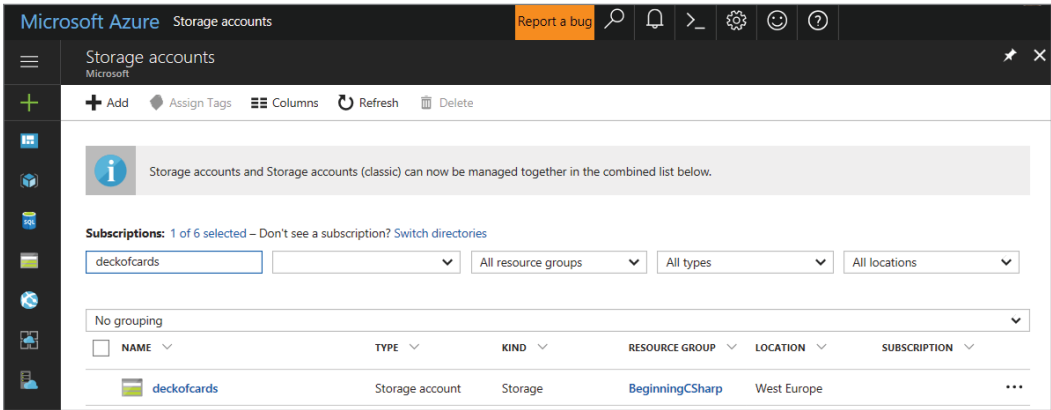 Microsoft Azure Storage accounts Report a bug
Storage accounts
Microsoft
Add Assign Tags Columns Refresh Delete
Storage accounts and Storage accounts (classic) can now be managed together in the combined list below.
SQL
Subscriptions: 1 of 6 selected – Don't see a subscription? Switch directories
deckofcards All resource groups All types All locations
No grouping
NAME TYPE KIND RESOURCE GROUP LOCATION SUBSCRIPTION
deckofcards Storage account Storage BeginningCSharp West Europe